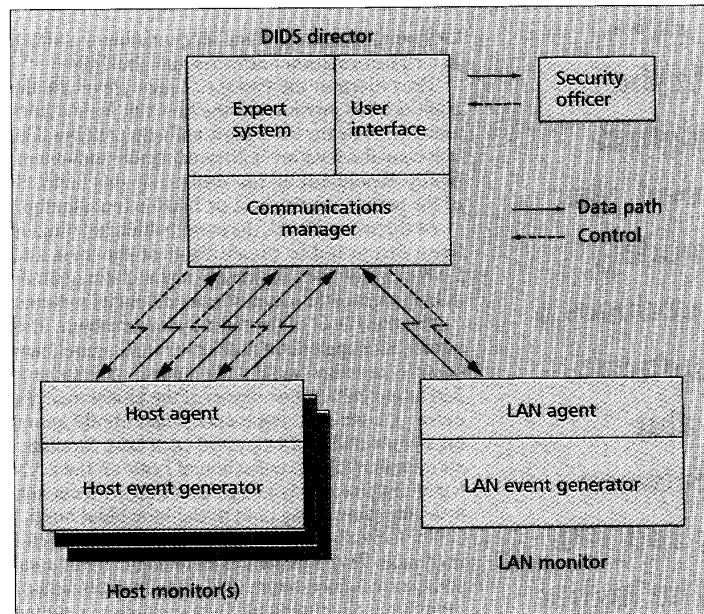 DIDS director
Expert
system
User
interface
Security
officer
Communications
manager
Data path
Control
Host agent
Host event generator
Host monitor(s)
LAN agent
LAN event generator
LAN monitor